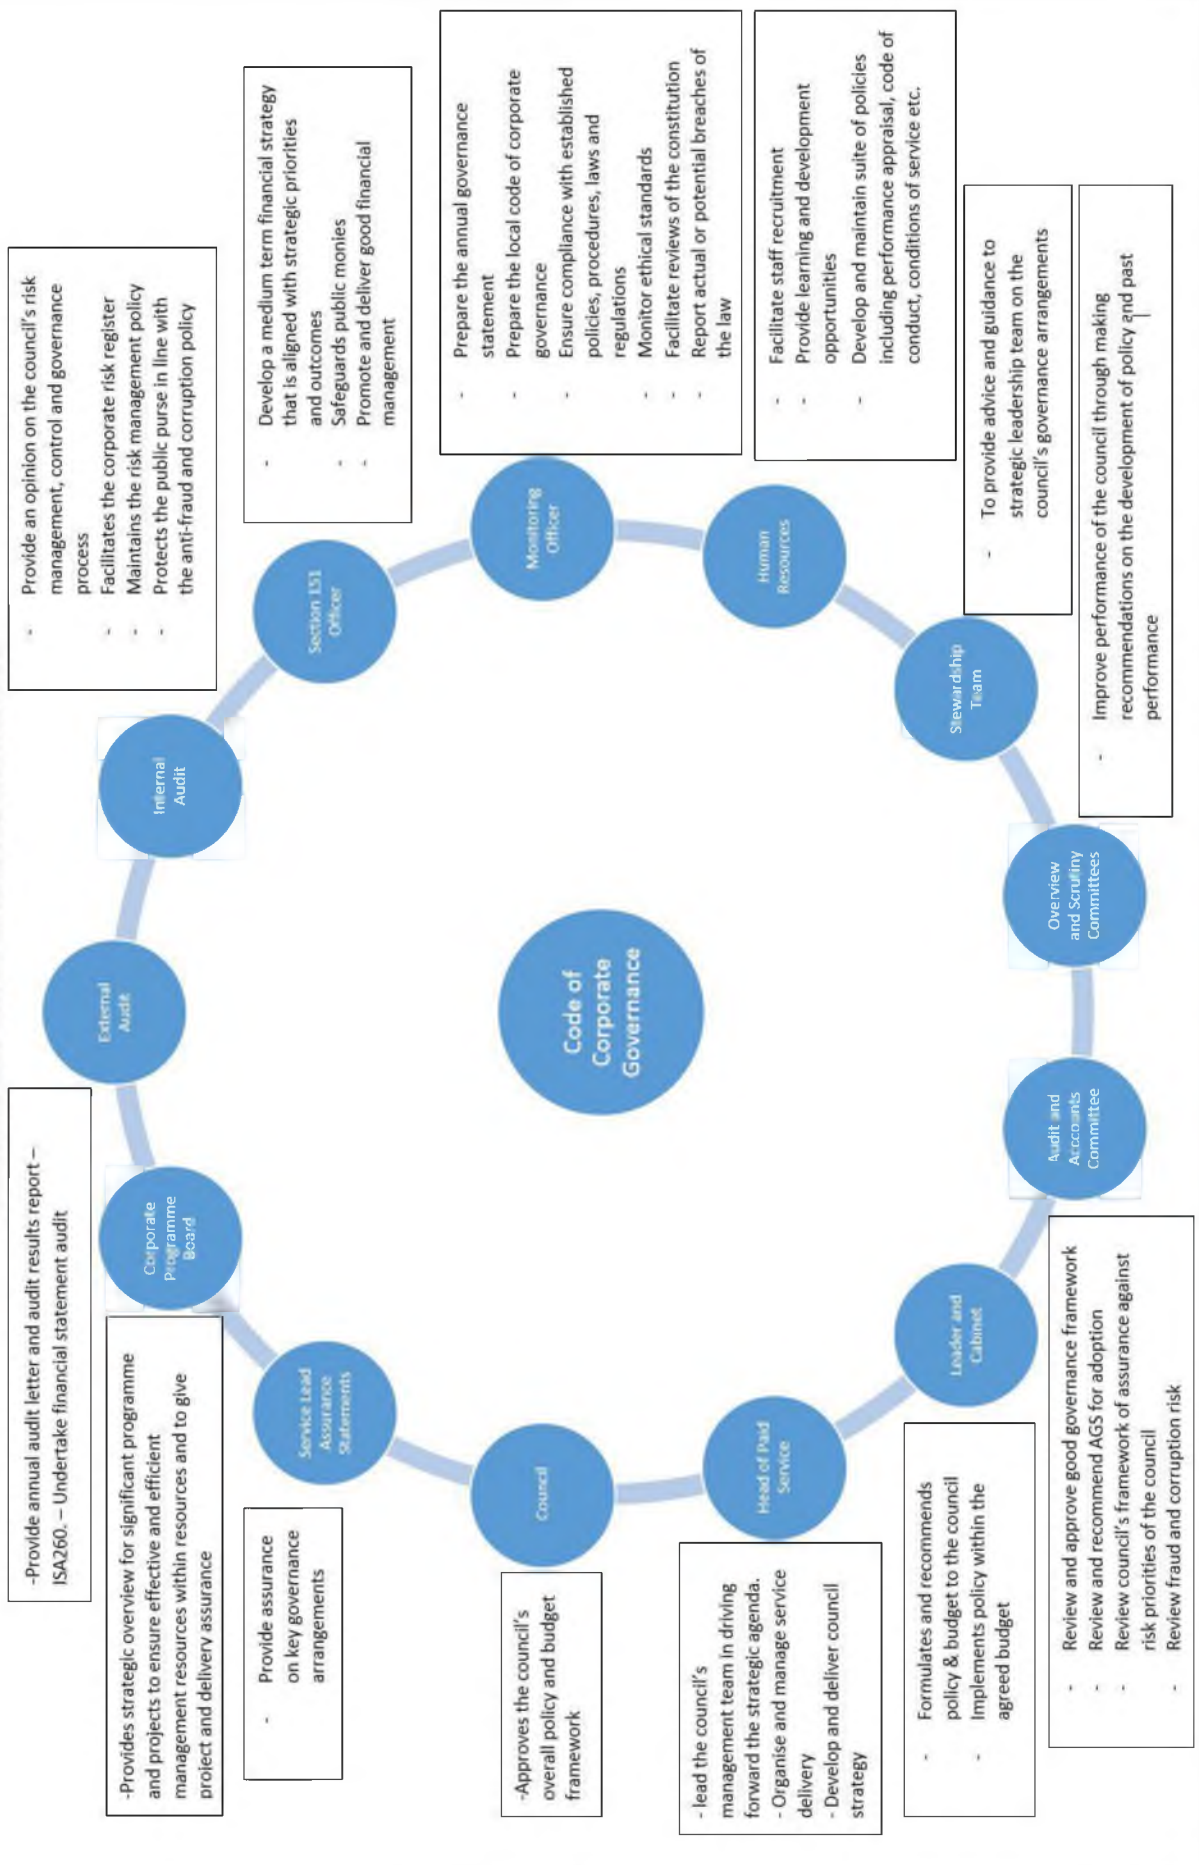 -Provide annual audit letter and audit results report –
ISA260. – Undertake financial statement audit
External
Audit
- Provide an opinion on the council's risk
management, control and governance
process
- Facilitates the corporate risk register
- Maintains the risk management policy
- Protects the public purse in line with
the anti-fraud and corruption policy
Internal
Audit
- Develop a medium term financial strategy
that is aligned with strategic priorities
and outcomes
- Safeguards public monies
- Promote and deliver good financial
management
Section 151
Officer
- Prepare the annual governance
statement
- Prepare the local code of corporate
governance
- Ensure compliance with established
policies, procedures, laws and
regulations
- Monitor ethical standards
- Facilitate reviews of the constitution
- Report actual or potential breaches of
the law
Monitoring
Officer
- Facilitate staff recruitment
- Provide learning and development
opportunities
- Develop and maintain suite of policies
including performance appraisal, code of
conduct, conditions of service etc.
Human
Resources
- To provide advice and guidance to
strategic leadership team on the
council's governance arrangements
Stewardship
Team
- Improve performance of the council through making
recommendations on the development of policy and past
performance
Overview
and Scrutiny
Committees
Audit and
Accounts
Committee
- Review and approve good governance framework
- Review and recommend AGS for adoption
- Review council's framework of assurance against
risk priorities of the council
- Review fraud and corruption risk
Leader and
Cabinet
- Formulates and recommends
policy & budget to the council
- Implements policy within the
agreed budget
Head of Paid
Service
- lead the council's
management team in driving
forward the strategic agenda.
- Organise and manage service
delivery
- Develop and deliver council
strategy
Council
-Approves the council's
overall policy and budget
framework
Service Lead
Assurance
Statements
- Provide assurance
on key governance
arrangements
Corporate
Programme
Board
-Provides strategic overview for significant programme
and projects to ensure effective and efficient
management resources within resources and to give
project and delivery assurance
Code of
Corporate
Governance